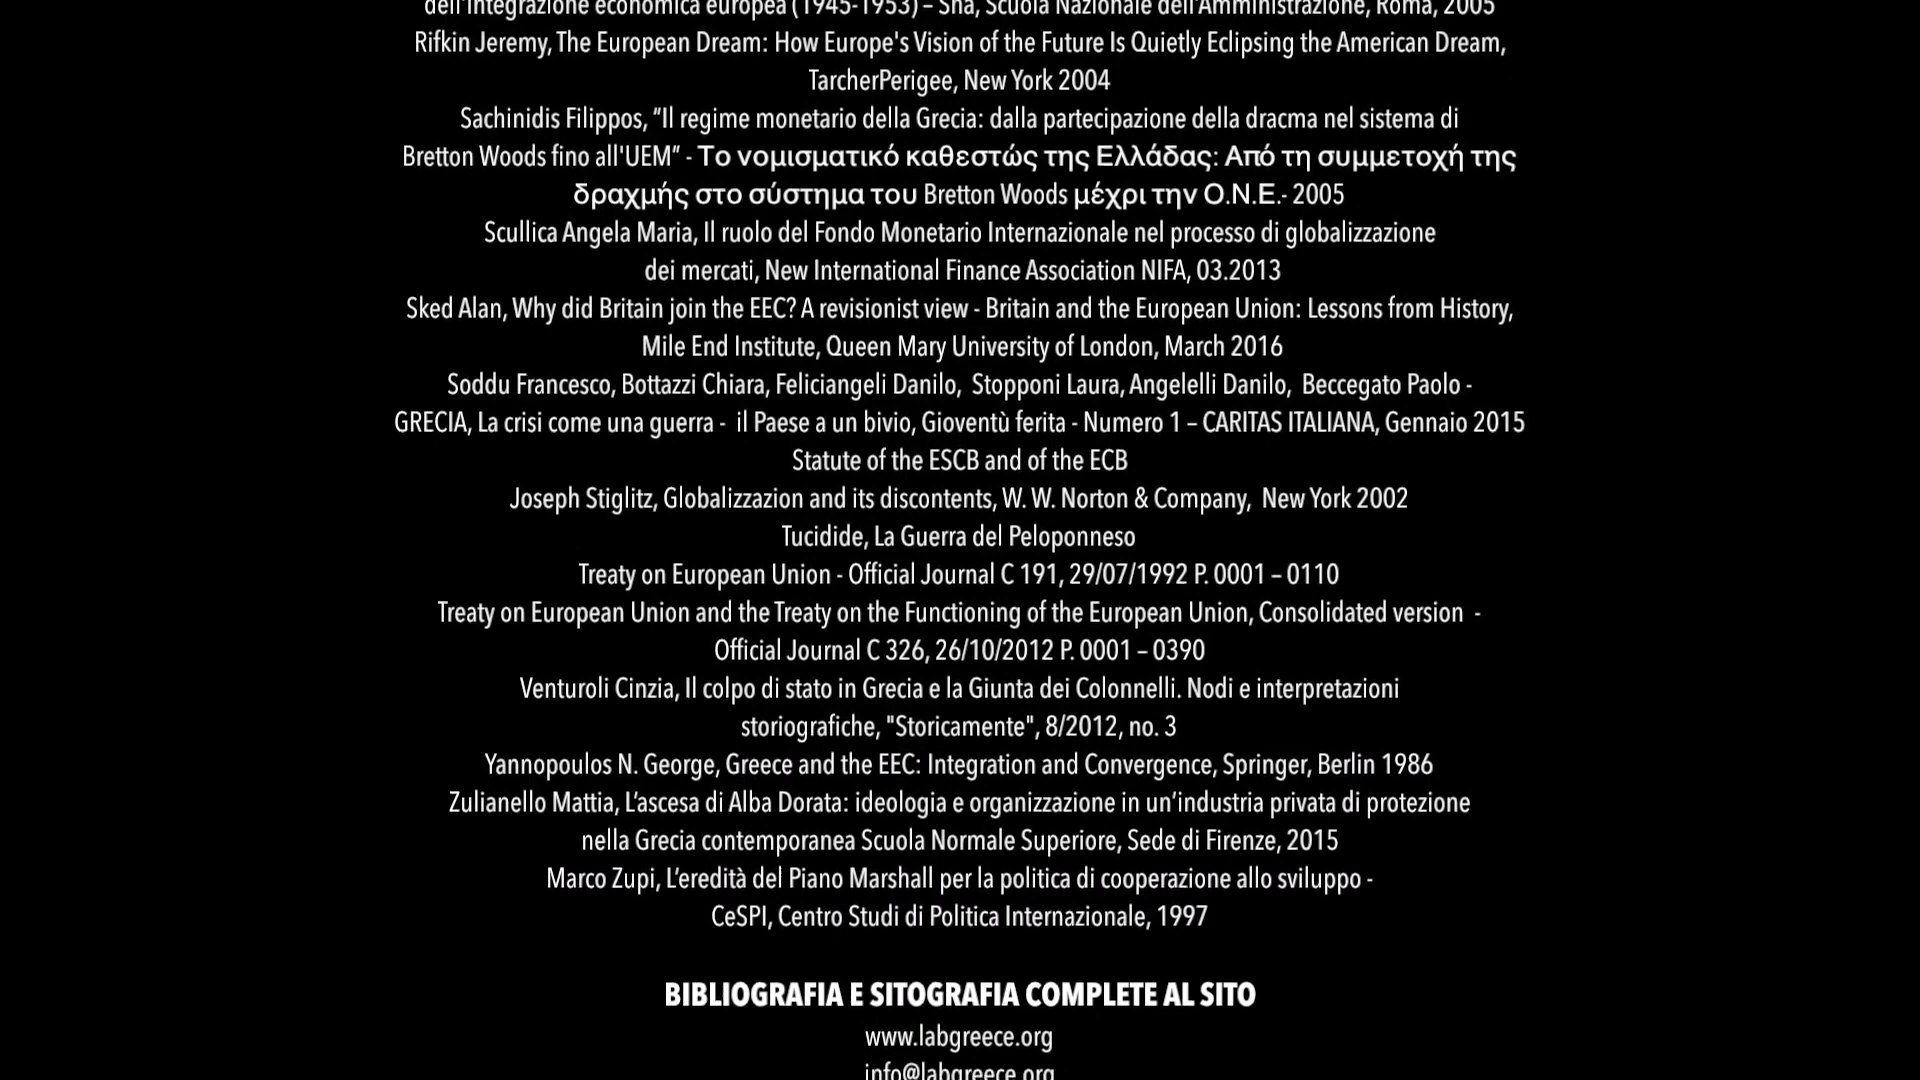 dell'integrazione economica europea (1945-1953) – Sna, Scuola Nazionale dell'Amministrazione, Roma, 2005
Rifkin Jeremy, The European Dream: How Europe's Vision of the Future Is Quietly Eclipsing the American Dream,
TarcherPerigee, New York 2004
Sachinidis Filippos, “Il regime monetario della Grecia: dalla partecipazione della dracma nel sistema di
Bretton Woods fino all'UEM” - Το νομισματικό καθεστώς της Ελλάδας: Από τη συμμετοχή της
δραχμής στο σύστημα του Bretton Woods μέχρι την Ο.Ν.Ε.- 2005
Scullica Angela Maria, Il ruolo del Fondo Monetario Internazionale nel processo di globalizzazione
dei mercati, New International Finance Association NIFA, 03.2013
Sked Alan, Why did Britain join the EEC? A revisionist view - Britain and the European Union: Lessons from History,
Mile End Institute, Queen Mary University of London, March 2016
Soddu Francesco, Bottazzi Chiara, Feliciangeli Danilo,  Stopponi Laura, Angelelli Danilo,  Beccegato Paolo -
GRECIA, La crisi come una guerra -  il Paese a un bivio, Gioventù ferita - Numero 1 – CARITAS ITALIANA, Gennaio 2015
Statute of the ESCB and of the ECB
Joseph Stiglitz, Globalizzazion and its discontents, W. W. Norton & Company,  New York 2002
Tucidide, La Guerra del Peloponneso
Treaty on European Union - Official Journal C 191, 29/07/1992 P. 0001 – 0110
Treaty on European Union and the Treaty on the Functioning of the European Union, Consolidated version  -
Official Journal C 326, 26/10/2012 P. 0001 – 0390
Venturoli Cinzia, Il colpo di stato in Grecia e la Giunta dei Colonnelli. Nodi e interpretazioni
storiografiche, "Storicamente", 8/2012, no. 3
Yannopoulos N. George, Greece and the EEC: Integration and Convergence, Springer, Berlin 1986
Zulianello Mattia, L’ascesa di Alba Dorata: ideologia e organizzazione in un’industria privata di protezione
nella Grecia contemporanea Scuola Normale Superiore, Sede di Firenze, 2015
Marco Zupi, L’eredità del Piano Marshall per la politica di cooperazione allo sviluppo -
CeSPI, Centro Studi di Politica Internazionale, 1997
BIBLIOGRAFIA E SITOGRAFIA COMPLETE AL SITO
www.labgreece.org
info@labgreece.org